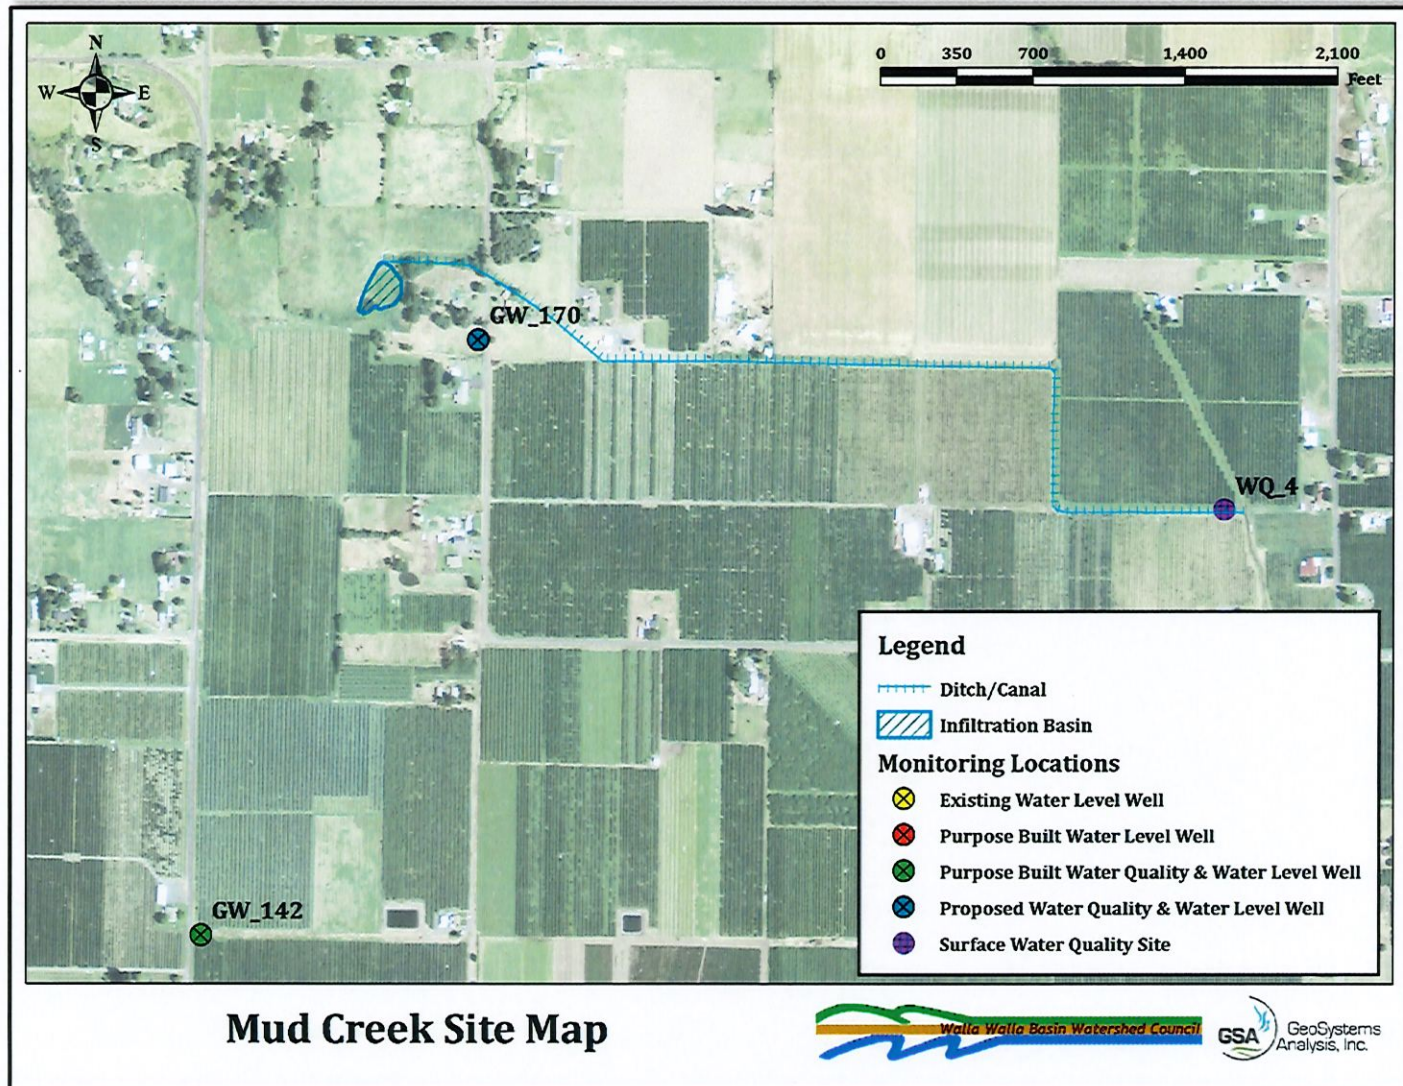 N
W E
S
0 350 700 1,400 2,100
Feet
GW_170
WQ_4
GW_142
Legend
Ditch/Canal
Infiltration Basin
Monitoring Locations
Existing Water Level Well
Purpose Built Water Level Well
Purpose Built Water Quality & Water Level Well
Proposed Water Quality & Water Level Well
Surface Water Quality Site
Mud Creek Site Map
Walla Walla Basin Watershed Council
GSA
GeoSystems
Analysis, Inc.